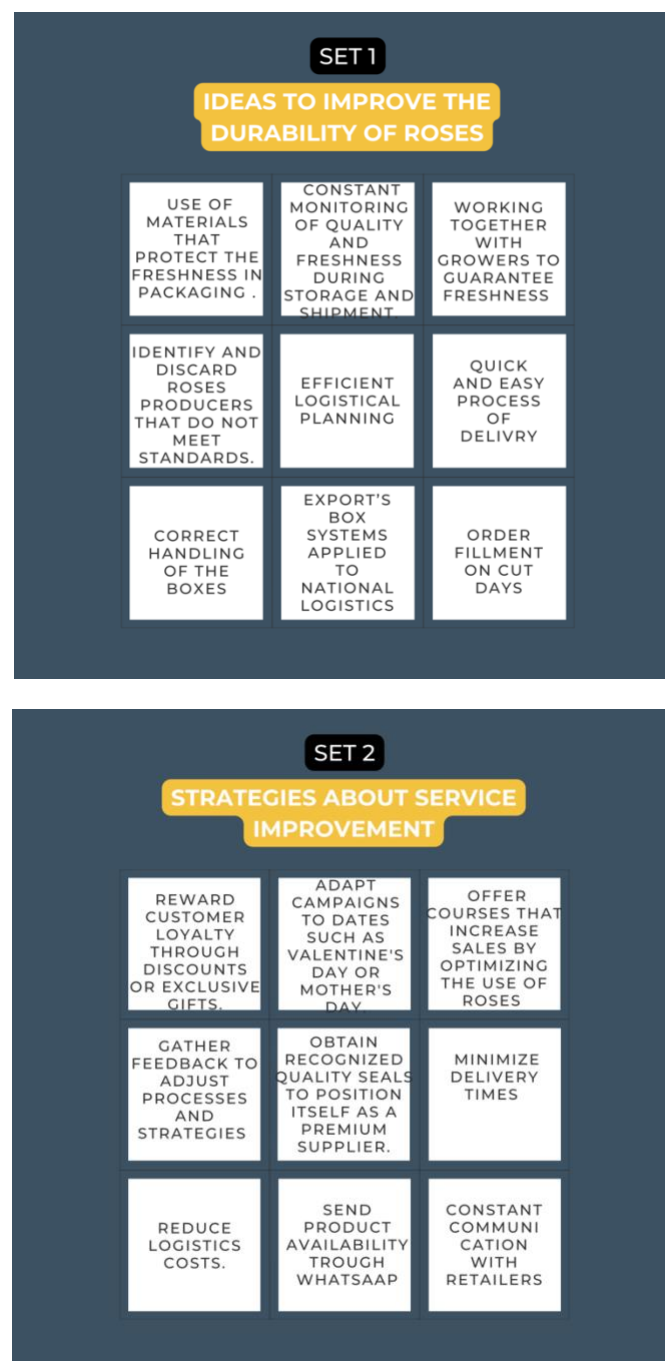 SET 1
IDEAS TO IMPROVE THE
DURABILITY OF ROSES
USE OF
MATERIALS
THAT
PROTECT THE
FRESHNESS IN
PACKAGING .
CONSTANT
MONITORING
OF QUALITY
AND
FRESHNESS
DURING
STORAGE AND
SHIPMENT.
WORKING
TOGETHER
WITH
GROWERS TO
GUARANTEE
FRESHNESS
IDENTIFY AND
DISCARD
ROSES
PRODUCERS
THAT DO NOT
MEET
STANDARDS.
EFFICIENT
LOGISTICAL
PLANNING
QUICK
AND EASY
PROCESS
OF
DELIVRY
CORRECT
HANDLING
OF THE
BOXES
EXPORT’S
BOX
SYSTEMS
APPLIED
TO
NATIONAL
LOGISTICS
ORDER
FILLMENT
ON CUT
DAYS
SET 2
STRATEGIES ABOUT SERVICE
IMPROVEMENT
REWARD
CUSTOMER
LOYALTY
THROUGH
DISCOUNTS
OR EXCLUSIVE
GIFTS.
ADAPT
CAMPAIGNS
TO DATES
SUCH AS
VALENTINE'S
DAY OR
MOTHER'S
DAY.
OFFER
COURSES THAT
INCREASE
SALES BY
OPTIMIZING
THE USE OF
ROSES
GATHER
FEEDBACK TO
ADJUST
PROCESSES
AND
STRATEGIES
OBTAIN
RECOGNIZED
QUALITY SEALS
TO POSITION
ITSELF AS A
PREMIUM
SUPPLIER.
MINIMIZE
DELIVERY
TIMES
REDUCE
LOGISTICS
COSTS.
SEND
PRODUCT
AVAILABILITY
TROUGH
WHATSAAP
CONSTANT
COMMUNI
CATION
WITH
RETAILERS